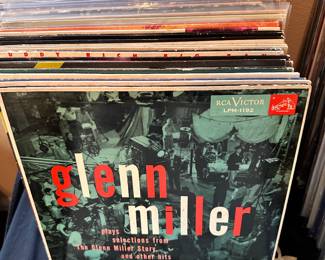 RCA VICTOR
LPM-1192
glenn
miller
plays
selections from
The Glenn Miller Story
and other hits